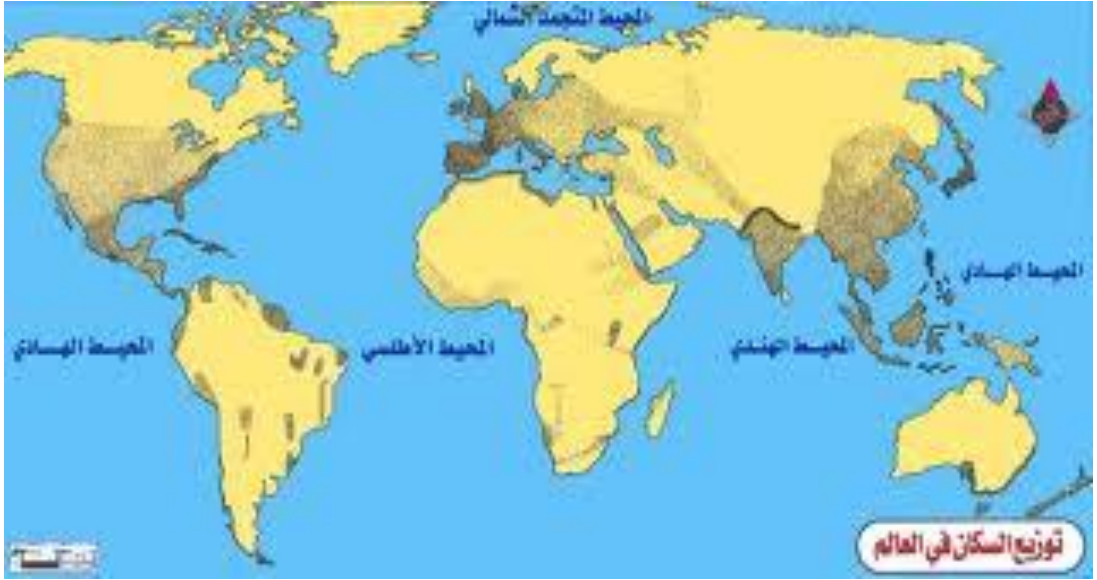 المحيط المتجمد الشمالي
المحيط الهادي
المحيط الهادي
المحيط الأطلسي
المحيط الهندي
توزيع السكان في العالم